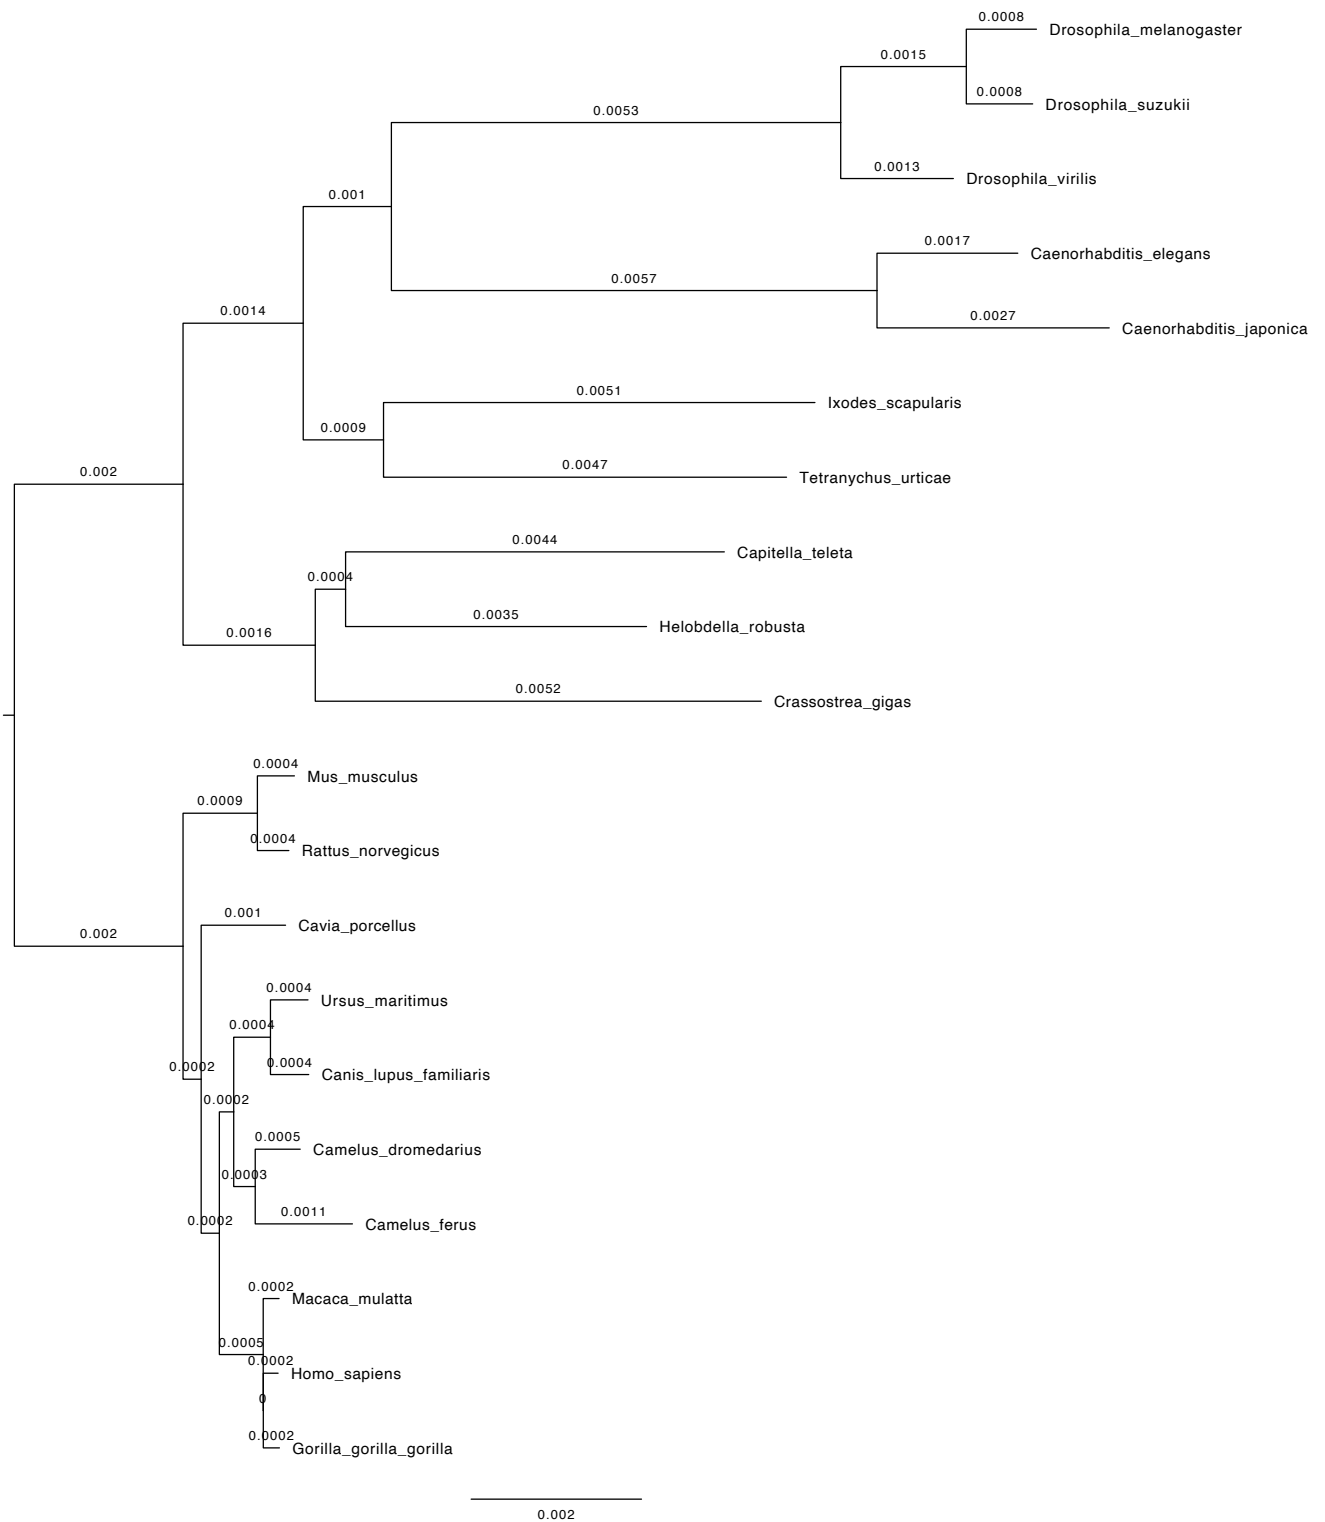 0.0008
Drosophila_melanogaster
0.0015
0.0008
Drosophila_suzukii
0.0053
0.0013
Drosophila_virilis
0.001
0.0017
Caenorhabditis_elegans
0.0057
0.0027
Caenorhabditis_japonica
0.0014
0.0051
Ixodes_scapularis
0.0009
0.0047
Tetranychus_urticae
0.002
0.0044
Capitella_teleta
0.0004
0.0035
Helobdella_robusta
0.0016
0.0052
Crassostrea_gigas
0.0004
Mus_musculus
0.0009
0.0004
Rattus_norvegicus
0.001
Cavia_porcellus
0.002
0.0004
Ursus_maritimus
0.0004
0.0004
Canis_lupus_familiaris
0.0002
0.0002
0.0005
Camelus_dromedarius
0.0003
0.0011
Camelus_ferus
0.0002
0.0002
Macaca_mulatta
0.0005
0.0002
Homo_sapiens
0
0.0002
Gorilla_gorilla_gorilla
0.002